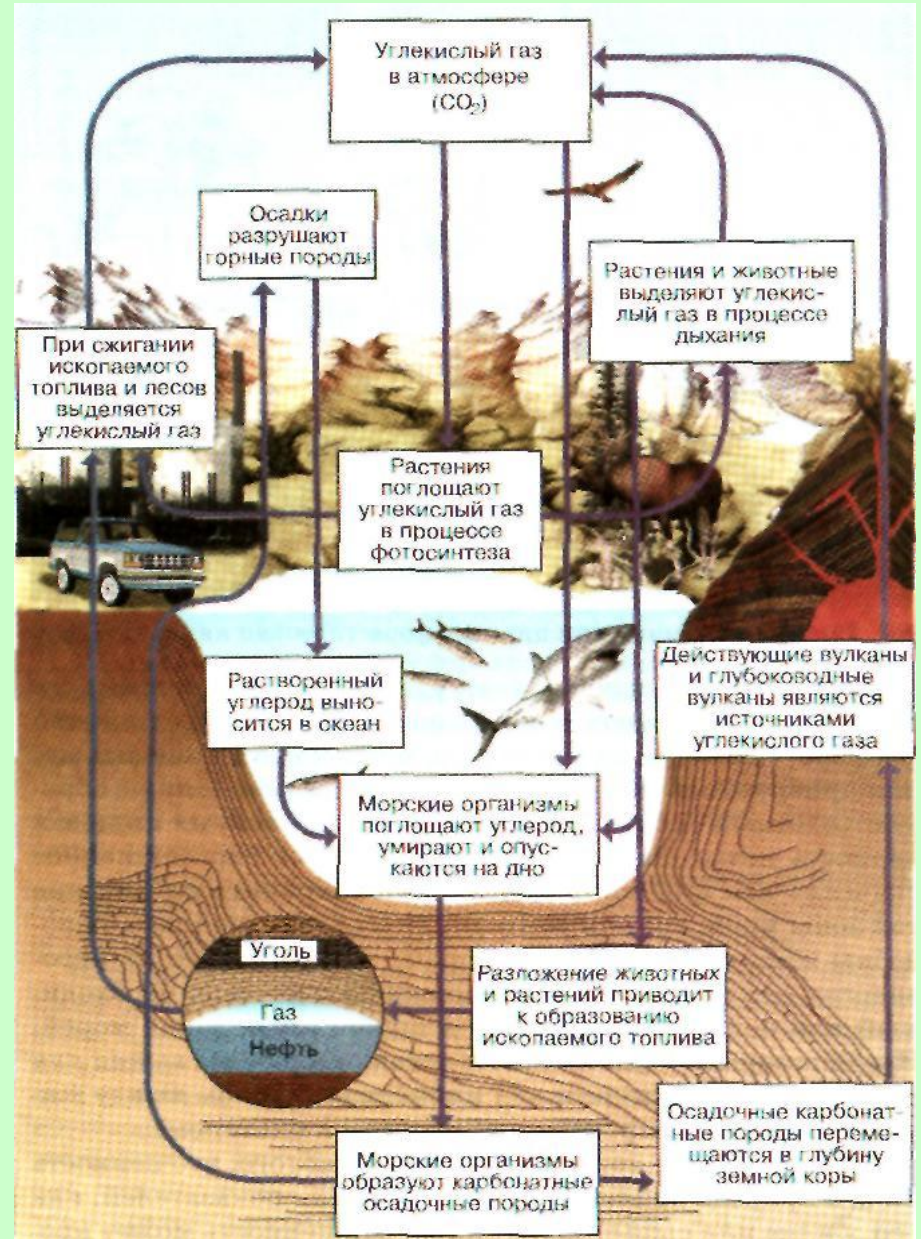 Углекислый газ
в атмосфере
(CO₂)
Осадки
разрушают
горные породы
Растения и животные
выделяют углекис-
лый газ в процессе
дыхания
При сжигании
ископаемого
топлива и лесов
выделяется
углекислый газ
Растения
поглощают
углекислый газ
в процессе
фотосинтеза
Растворенный
углерод выно-
сится в океан
Действующие вулканы
и глубоководные
вулканы являются
источниками
углекислого газа
Морские организмы
поглощают углерод,
умирают и опус-
каются на дно
Уголь
Газ
Нефть
Разложение животных
и растений приводит
к образованию
ископаемого топлива
Осадочные карбонат-
ные породы переме-
щаются в глубину
земной коры
Морские организмы
образуют карбонатные
осадочные породы